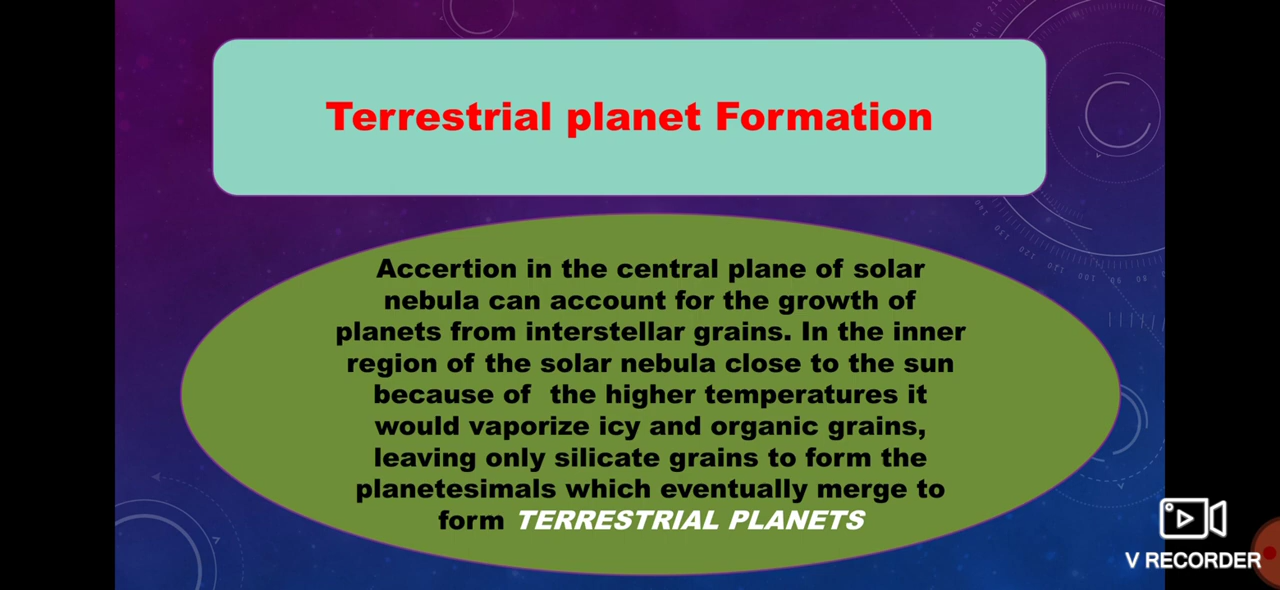 Terrestrial planet Formation
Accertion in the central plane of solar
nebula can account for the growth of
planets from interstellar grains. In the inner
region of the solar nebula close to the sun
because of  the higher temperatures it
would vaporize icy and organic grains,
leaving only silicate grains to form the
planetesimals which eventually merge to
form TERRESTRIAL PLANETS
V RECORDER